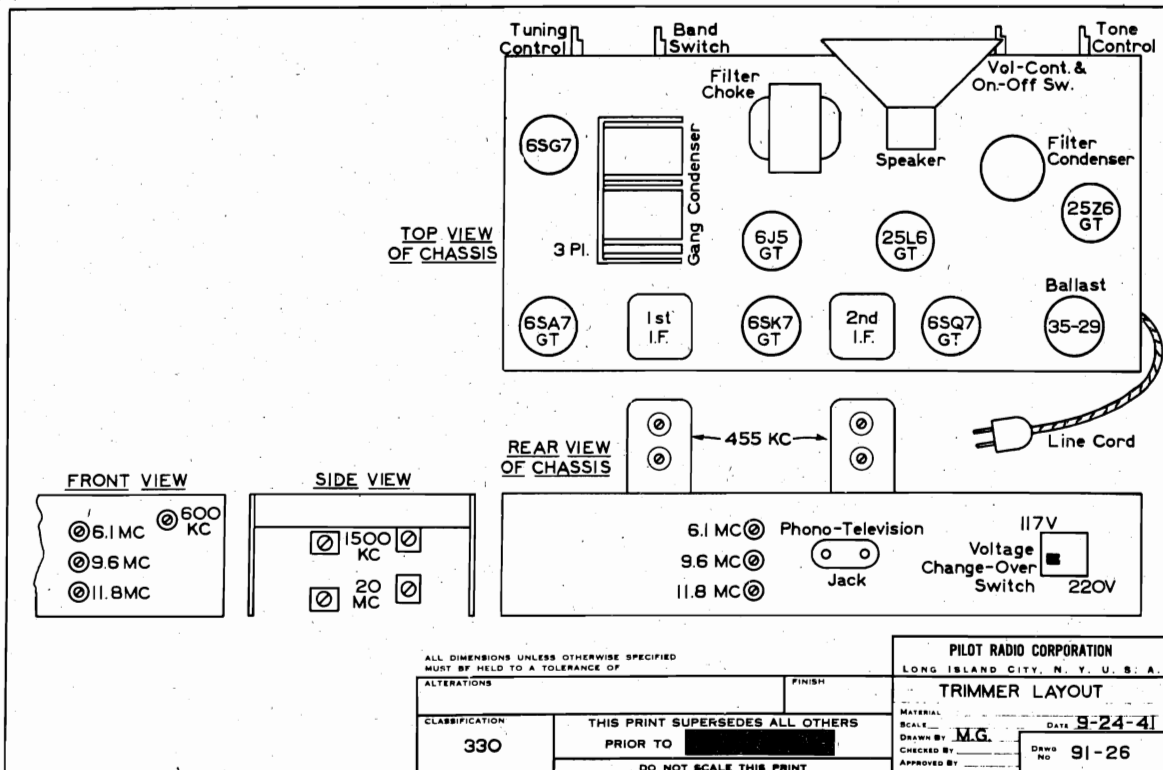 Tuning
Control
Band
Switch
Tone
Control
Vol-Cont. &
On.-Off Sw.
Filter
Choke
6SG7
Gang Condenser
3 Pl.
Speaker
Filter
Condenser
25Z6
GT
TOP VIEW
OF CHASSIS
6J5
GT
25L6
GT
Ballast
6SA7
GT
1st
I.F.
6SK7
GT
2nd
I.F.
6SQ7
GT
35-29
REAR VIEW
OF CHASSIS
455 KC
Line Cord
FRONT VIEW
600
KC
6.1 MC
9.6 MC
11.8 MC
SIDE VIEW
1500
KC
20
MC
6.1 MC
9.6 MC
11.8 MC
Phono-Television
Jack
117V
Voltage
Change-Over
Switch
220V
ALL DIMENSIONS UNLESS OTHERWISE SPECIFIED
MUST BE HELD TO A TOLERANCE OF
ALTERATIONS
FINISH
CLASSIFICATION
330
THIS PRINT SUPERSEDES ALL OTHERS
PRIOR TO
DO NOT SCALE THIS PRINT
PILOT RADIO CORPORATION
LONG ISLAND CITY, N. Y. U. S. A.
TRIMMER LAYOUT
MATERIAL
SCALE DATE 9-24-41
DRAWN BY M.G.
CHECKED BY
APPROVED BY
DRWG
NO 91-26